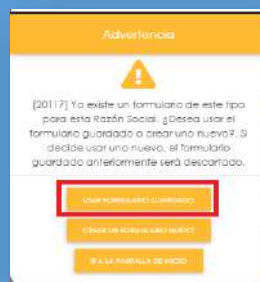 Advertencia
[20117] Ya existe un formulario de este tipo
para esta Razón Social. ¿Desea usar el
formulario guardado o crear uno nuevo?. Si
decide usar uno nuevo, el formulario
guardado anteriormente será descartado.
USAR FORMULARIO GUARDADO
CREAR UN FORMULARIO NUEVO
IR A LA PANTALLA DE INICIO